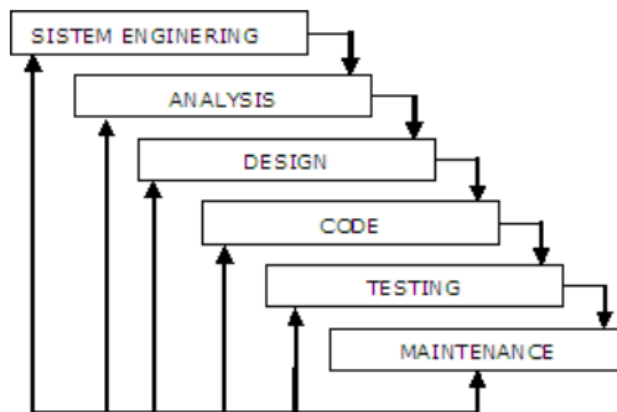 SISTEM ENGINERING
ANALYSIS
DESIGN
CODE
TESTING
MAINTENANCE